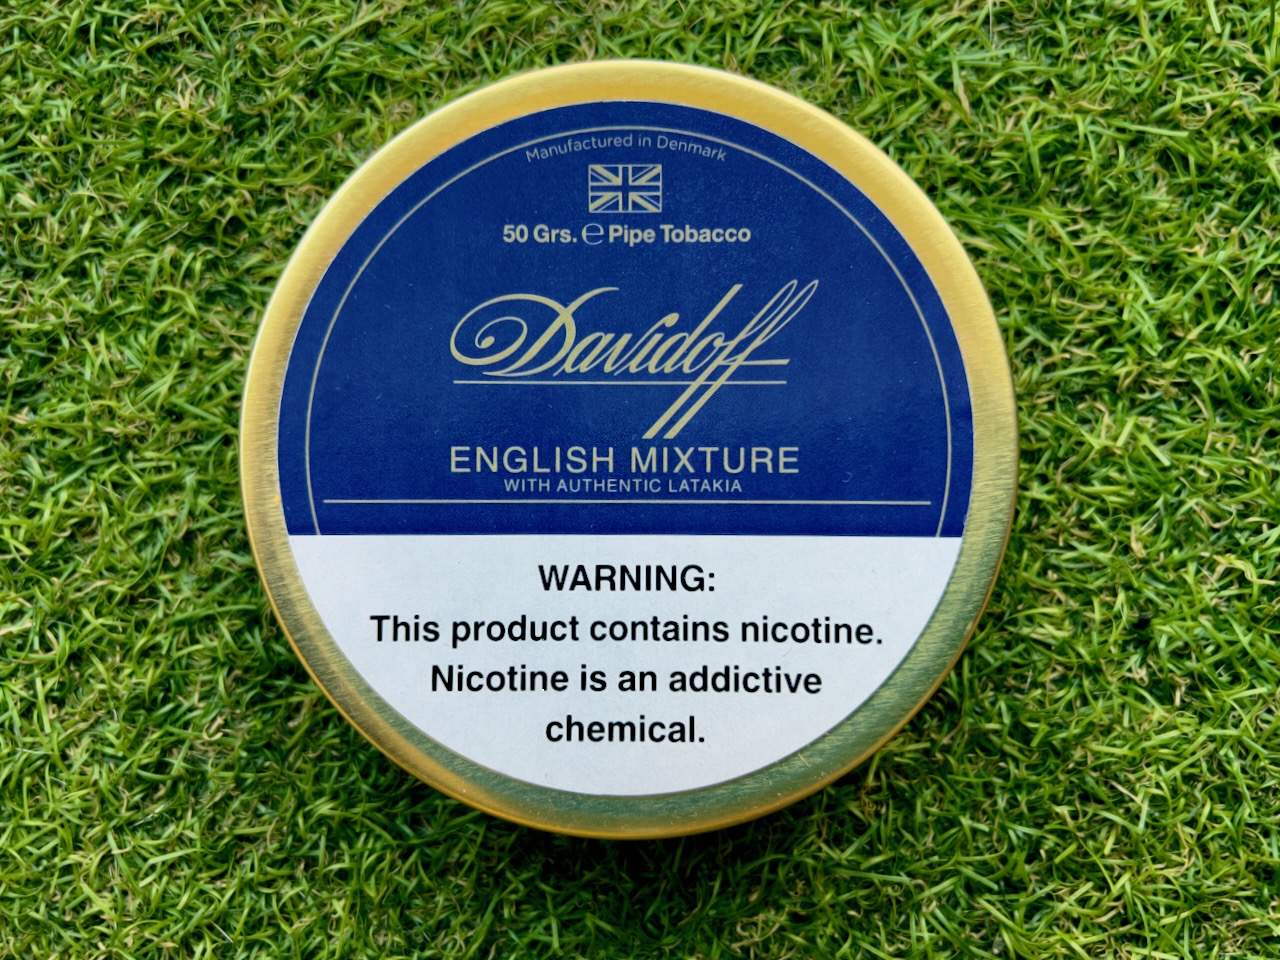 Manufactured in Denmark
50 Grs. ℮ Pipe Tobacco
Davidoff
ENGLISH MIXTURE
WITH AUTHENTIC LATAKIA
WARNING:
This product contains nicotine.
Nicotine is an addictive
chemical.